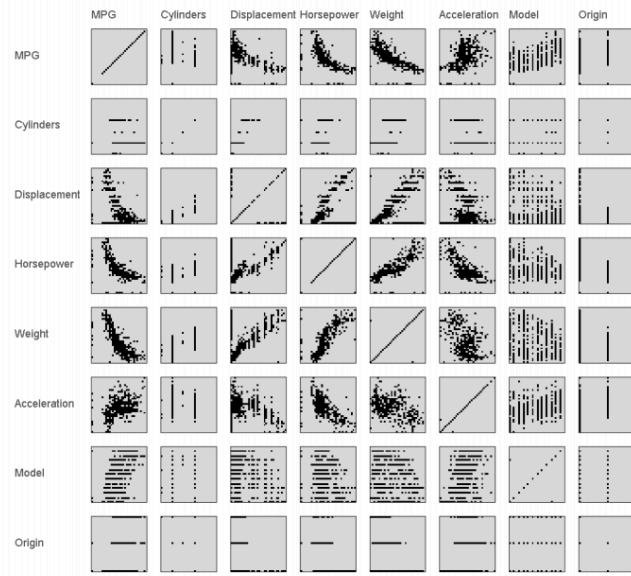 MPG Cylinders Displacement Horsepower Weight Acceleration Model Origin
MPG
Cylinders
Displacement
Horsepower
Weight
Acceleration
Model
Origin